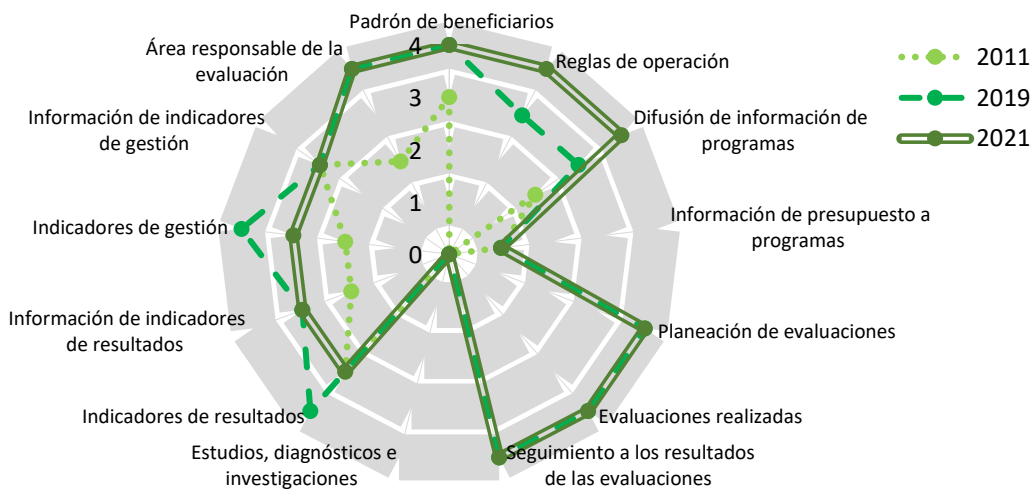 Padrón de beneficiarios
Reglas de operación
Difusión de información de
programas
Información de presupuesto a
programas
Planeación de evaluaciones
Evaluaciones realizadas
Seguimiento a los resultados
de las evaluaciones
Estudios, diagnósticos e
investigaciones
Indicadores de resultados
Información de indicadores
de resultados
Indicadores de gestión
Información de indicadores
de gestión
Área responsable de la
evaluación
4
3
2
1
0
2011
2019
2021